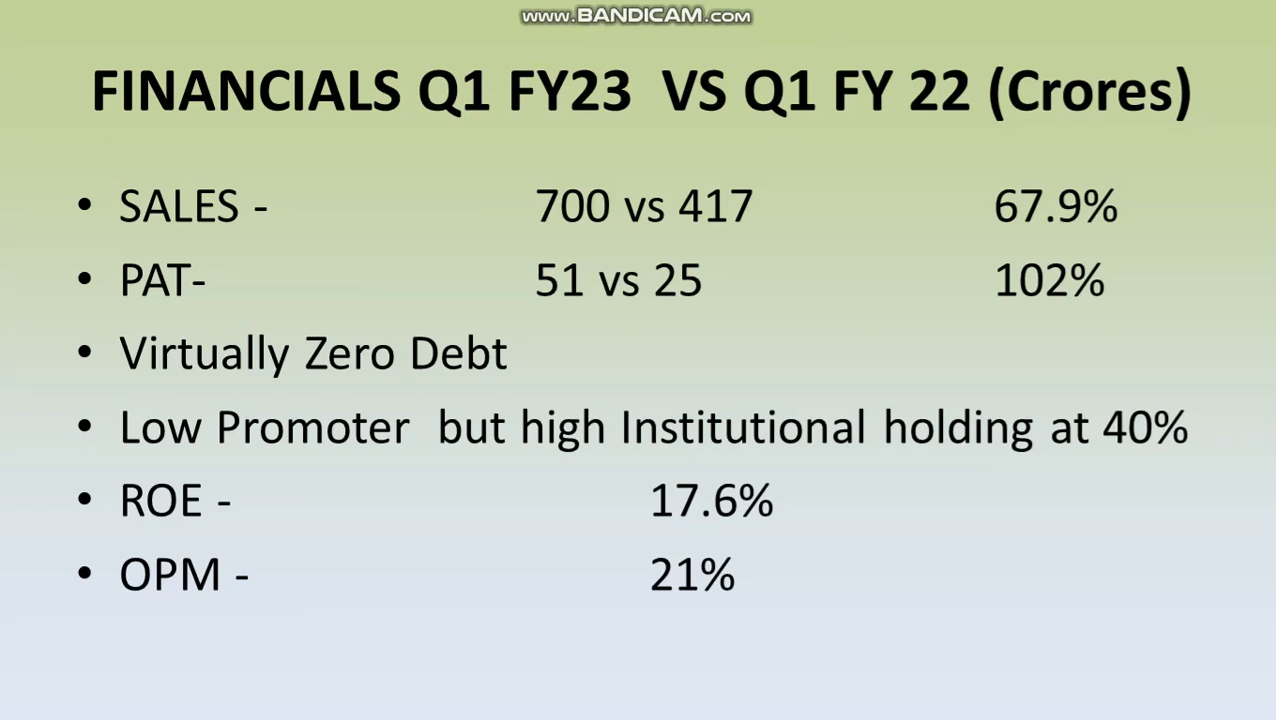 www.BANDICAM.com
FINANCIALS Q1 FY23 VS Q1 FY 22 (Crores)
• SALES - 700 vs 417 67.9%
• PAT- 51 vs 25 102%
• Virtually Zero Debt
• Low Promoter but high Institutional holding at 40%
• ROE - 17.6%
• OPM - 21%